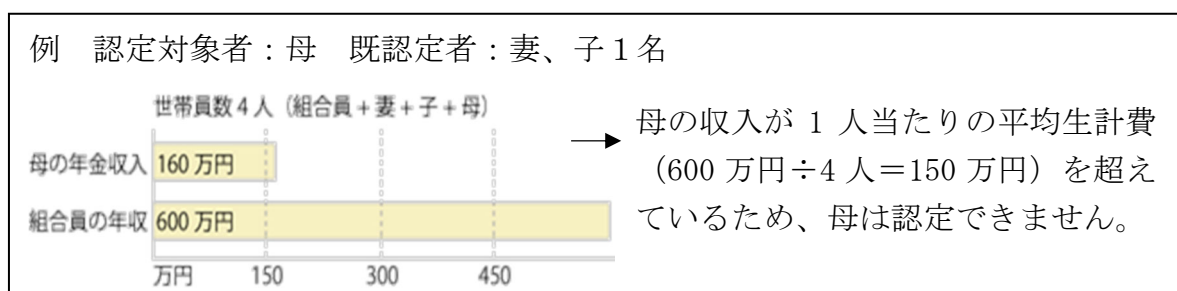 例　認定対象者：母　既認定者：妻、子１名
世帯員数４人（組合員＋妻＋子＋母）
母の年金収入 160 万円
組合員の年収 600 万円
万円 150 300 450
→ 母の収入が 1 人当たりの平均生計費
（600 万円÷4 人＝150 万円）を超え
ているため、母は認定できません。